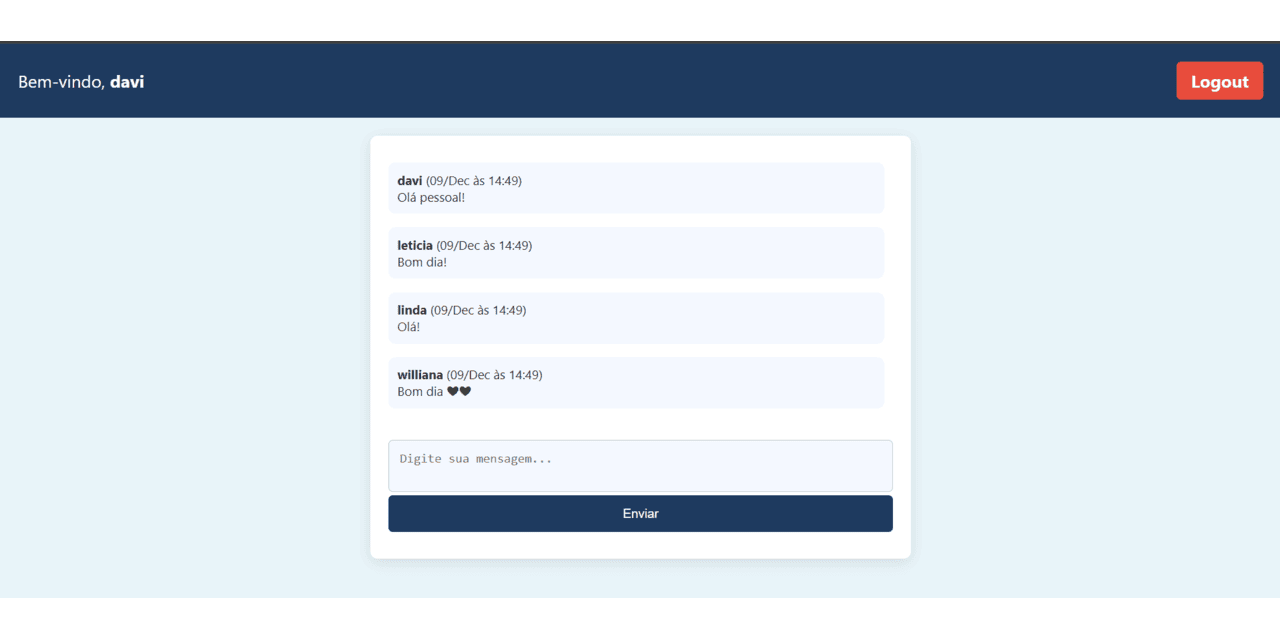 Bem-vindo, davi
Logout
davi (09/Dec às 14:49)
Olá pessoal!
leticia (09/Dec às 14:49)
Bom dia!
linda (09/Dec às 14:49)
Olá!
williana (09/Dec às 14:49)
Bom dia 🖤🖤
Digite sua mensagem...
Enviar